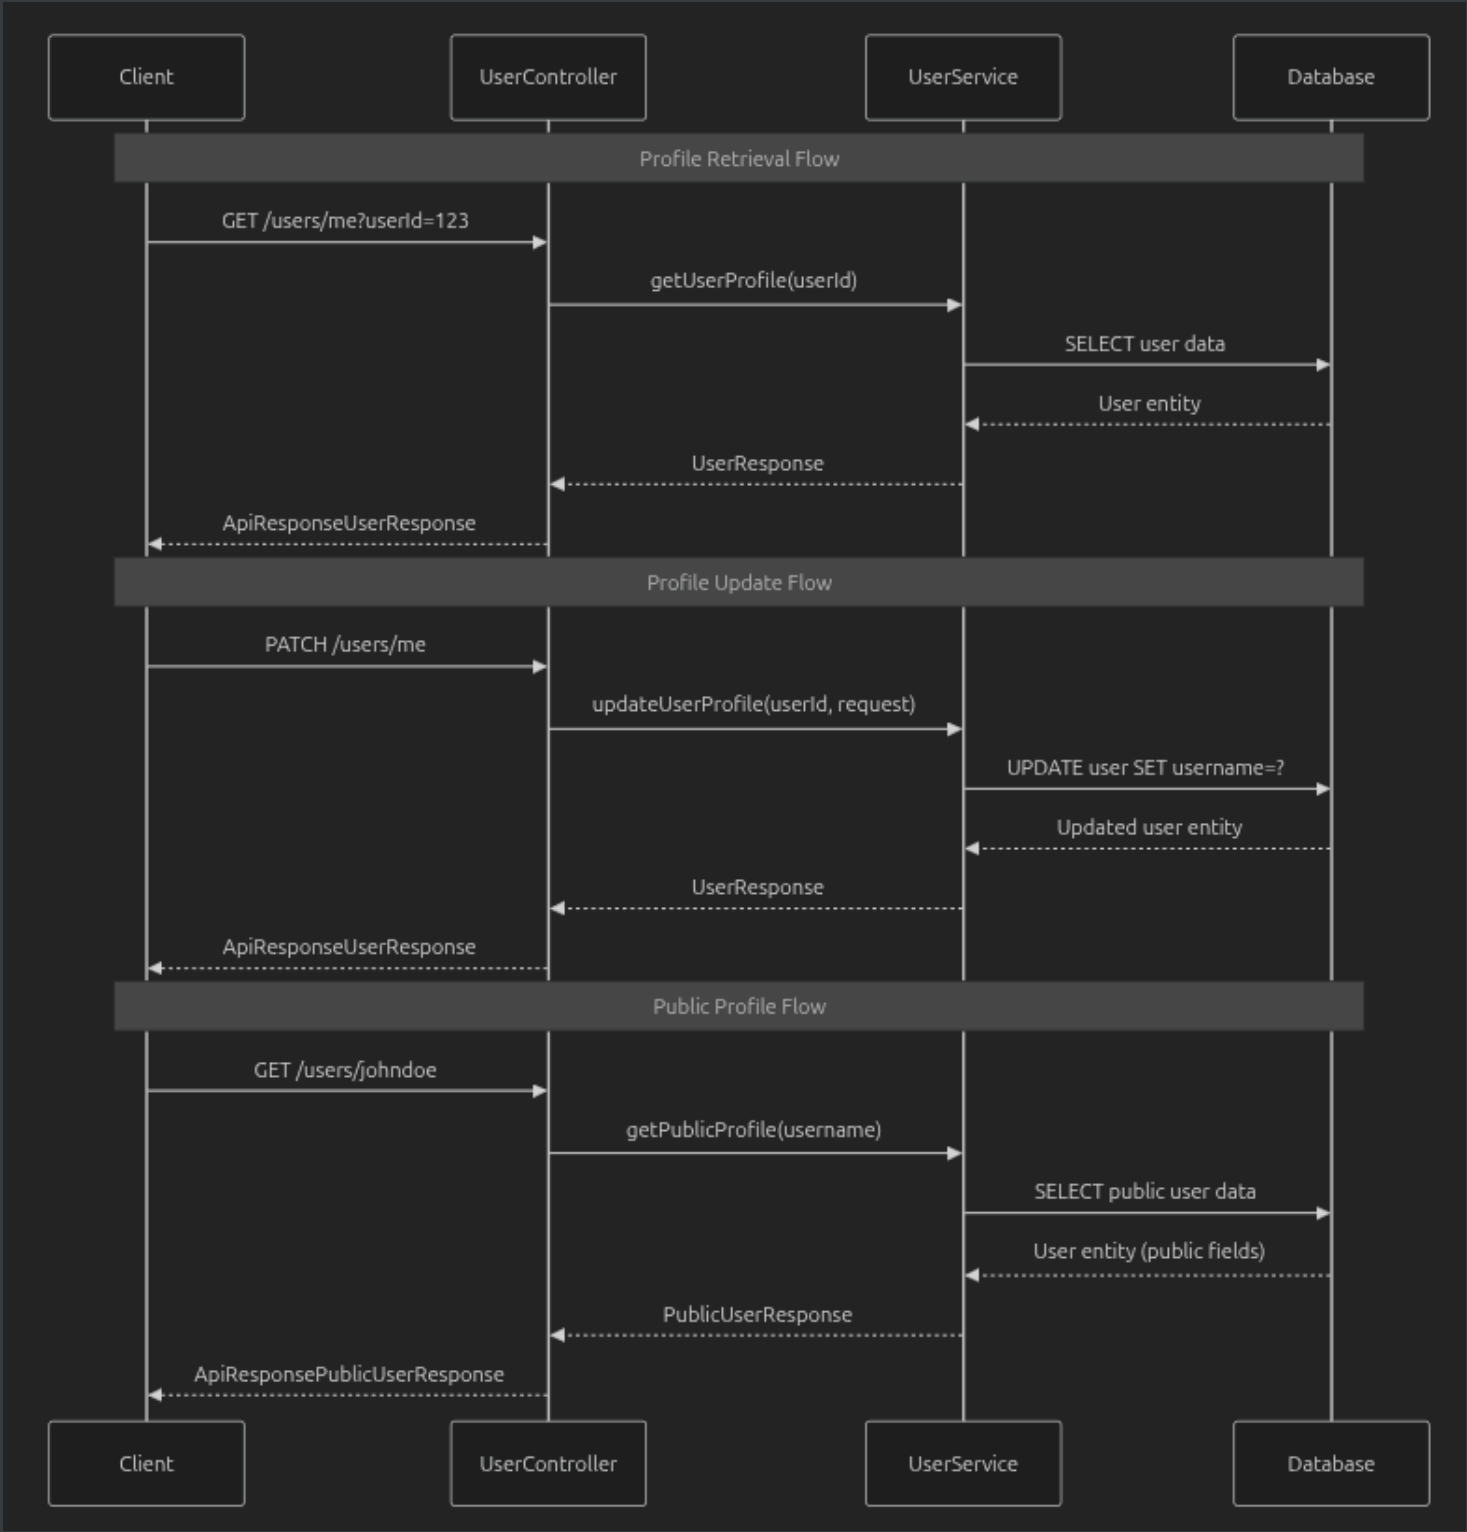 Client
UserController
UserService
Database
Profile Retrieval Flow
GET /users/me?userId=123
getUserProfile(userId)
SELECT user data
User entity
UserResponse
ApiResponseUserResponse
Profile Update Flow
PATCH /users/me
updateUserProfile(userId, request)
UPDATE user SET username=?
Updated user entity
UserResponse
ApiResponseUserResponse
Public Profile Flow
GET /users/johndoe
getPublicProfile(username)
SELECT public user data
User entity (public fields)
PublicUserResponse
ApiResponsePublicUserResponse
Client
UserController
UserService
Database